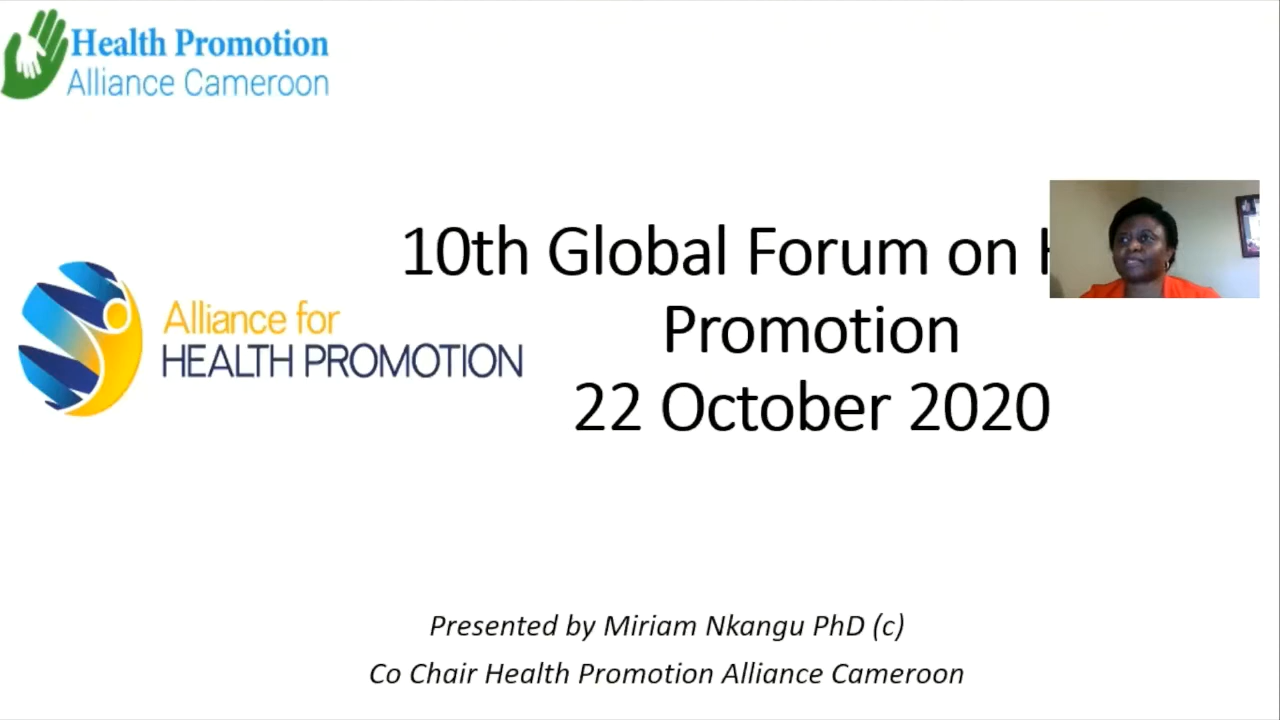 Health Promotion
Alliance Cameroon
10th Global Forum on
Promotion
22 October 2020
Alliance for
HEALTH PROMOTION
Presented by Miriam Nkangu PhD (c)
Co Chair Health Promotion Alliance Cameroon